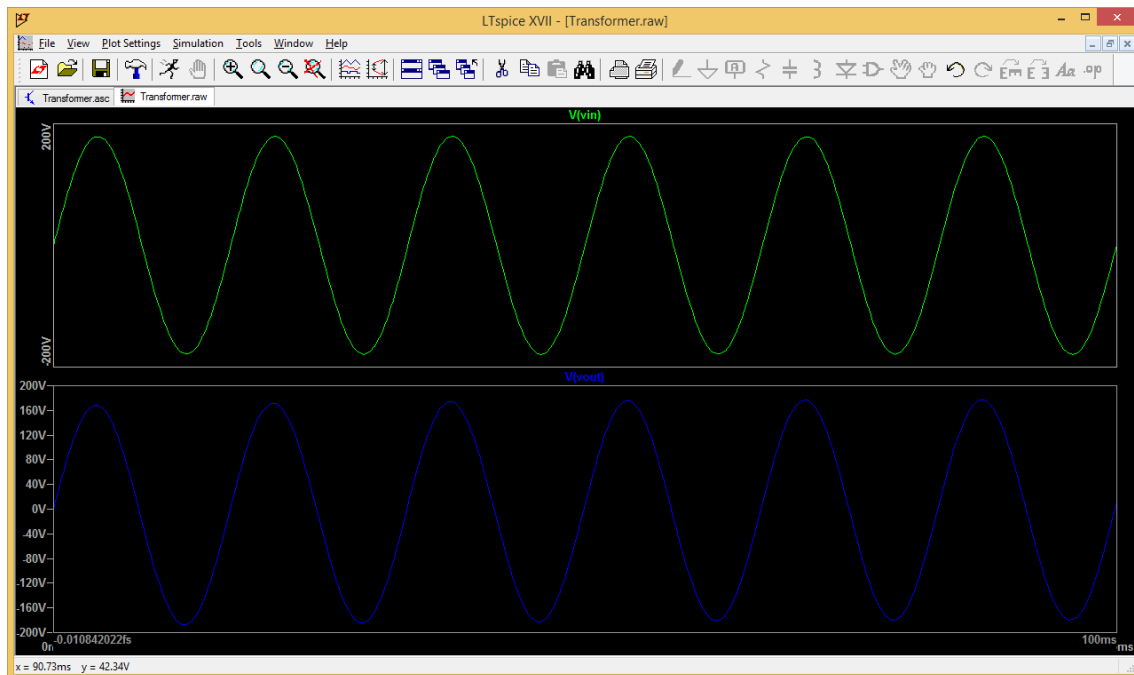 LTspice XVII - [Transformer.raw]
File View Plot Settings Simulation Tools Window Help
Transformer.asc Transformer.raw
V(vin)
200V
-200V
V(vout)
200V
160V
120V
80V
40V
0V
-40V
-80V
-120V
-160V
-200V
-0.010842022fs 100ms
x = 90.73ms y = 42.34V